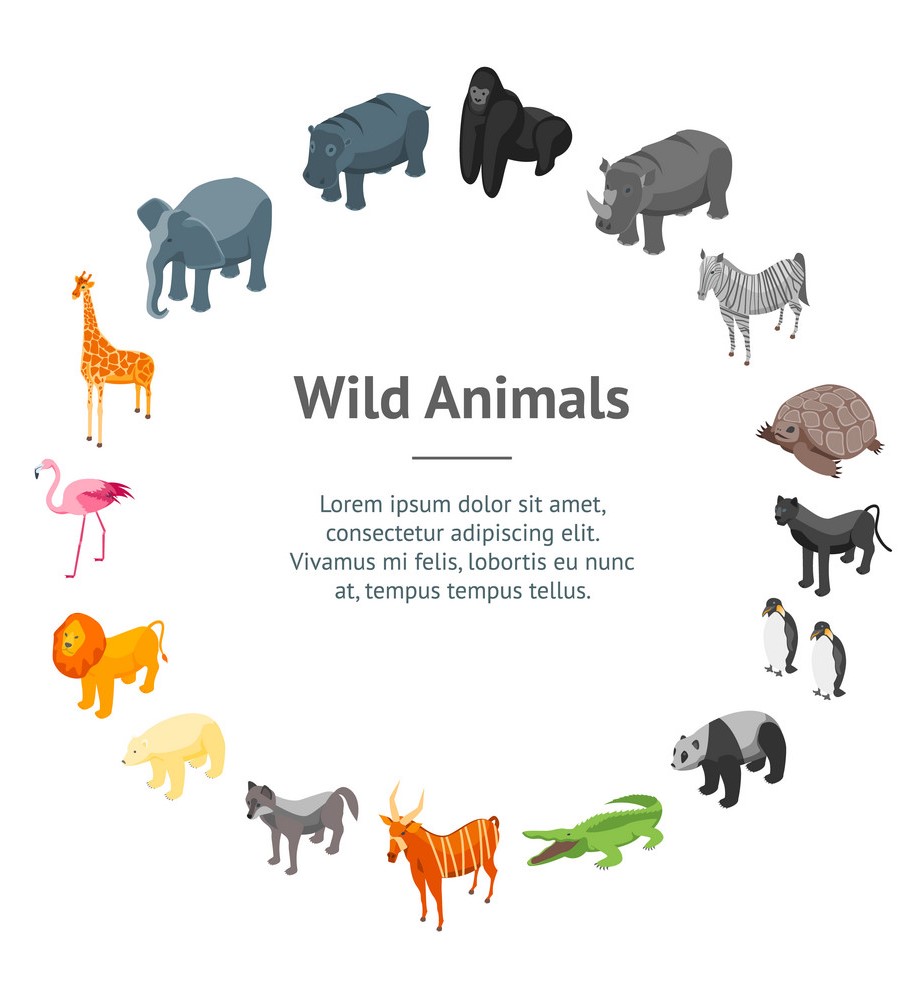 Wild Animals
Lorem ipsum dolor sit amet,
consectetur adipiscing elit.
Vivamus mi felis, lobortis eu nunc
at, tempus tempus tellus.